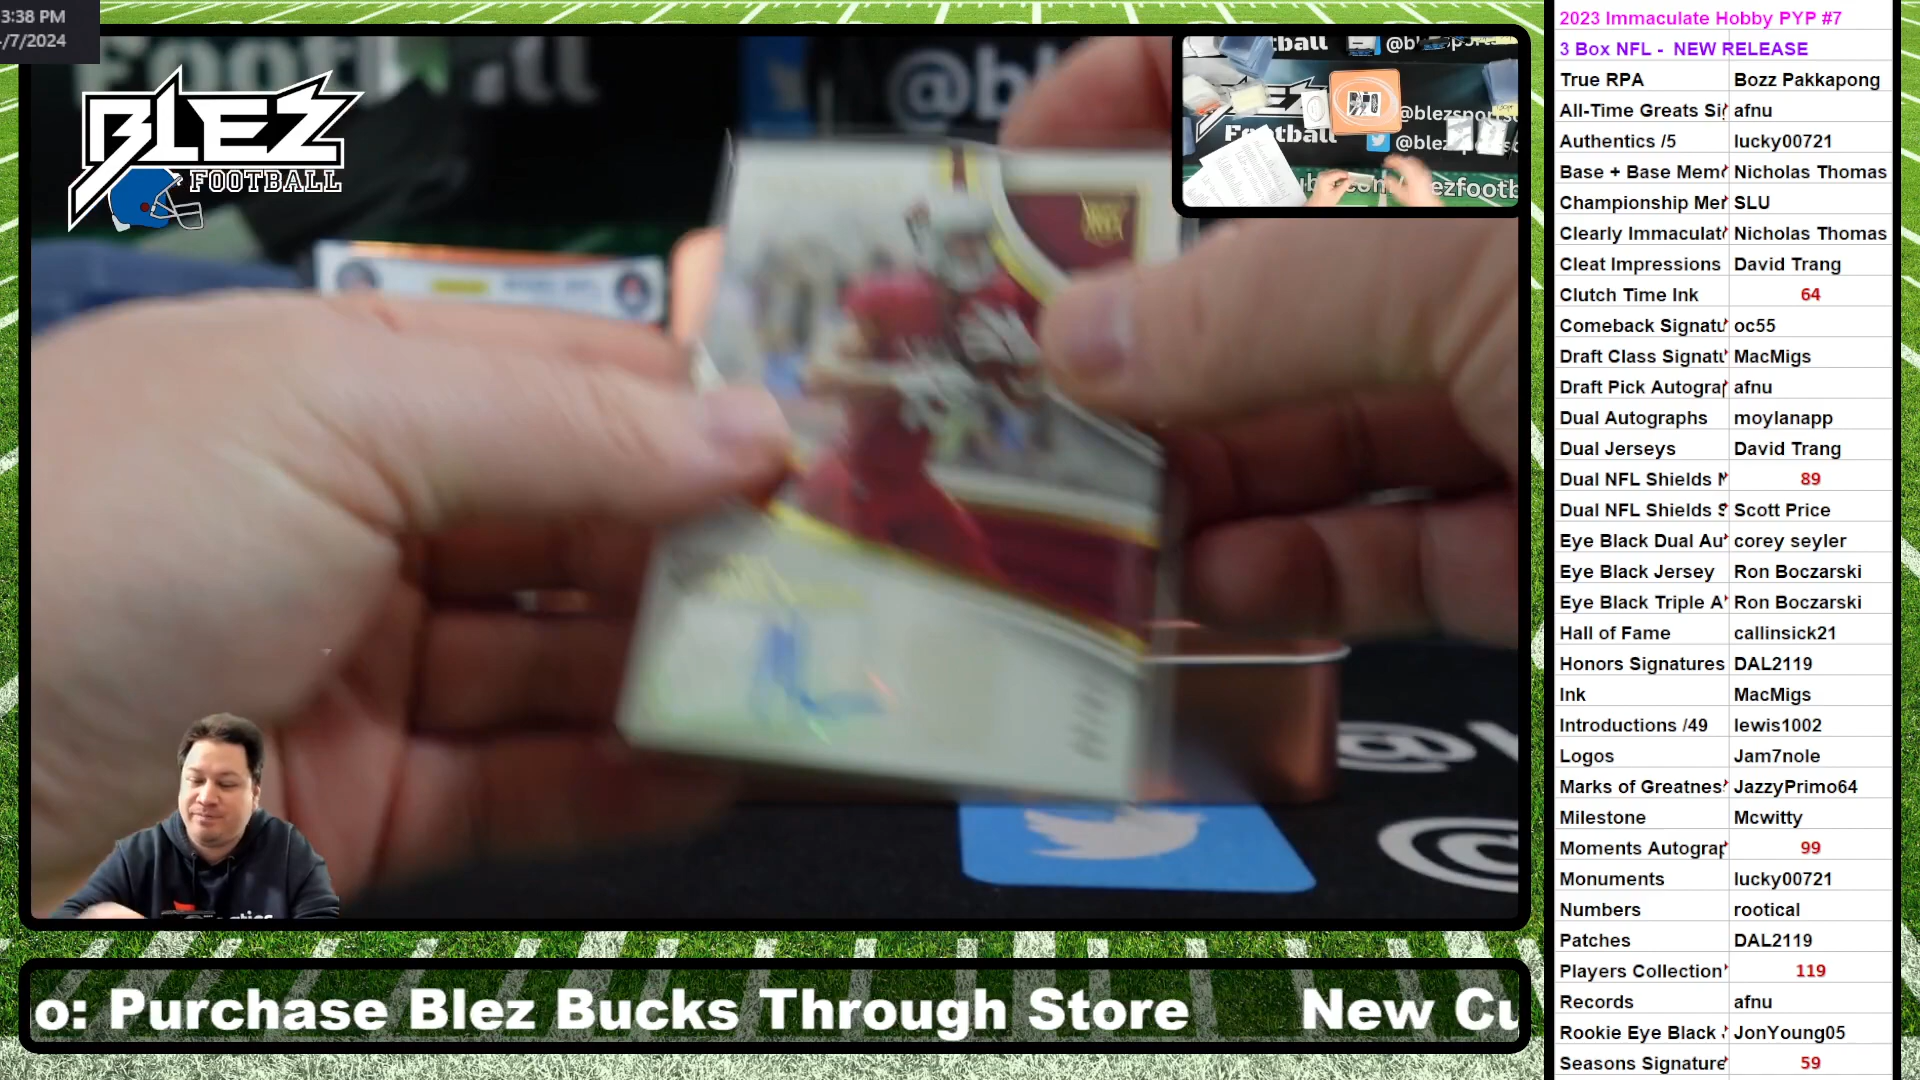 3:38 PM
/7/2024
BLEZ
FOOTBALL
2023 Immaculate Hobby PYP #7
3 Box NFL - NEW RELEASE
True RPA Bozz Pakkapong
All-Time Greats Si afnu
Authentics /5 lucky00721
Base + Base Mem Nicholas Thomas
Championship Mer SLU
Clearly Immaculat Nicholas Thomas
Cleat Impressions David Trang
Clutch Time Ink 64
Comeback Signatu oc55
Draft Class Signatu MacMigs
Draft Pick Autogra afnu
Dual Autographs moylanapp
Dual Jerseys David Trang
Dual NFL Shields 89
Dual NFL Shields S Scott Price
Eye Black Dual Au corey seyler
Eye Black Jersey Ron Boczarski
Eye Black Triple A Ron Boczarski
Hall of Fame callinsick21
Honors Signatures DAL2119
Ink MacMigs
Introductions /49 lewis1002
Logos Jam7nole
Marks of Greatnes JazzyPrimo64
Milestone Mcwitty
Moments Autograp 99
Monuments lucky00721
Numbers rootical
Patches DAL2119
Players Collection 119
Records afnu
Rookie Eye Black JonYoung05
Seasons Signature 59
Football
@blezsports
@blezsports
o: Purchase Blez Bucks Through Store New Cu